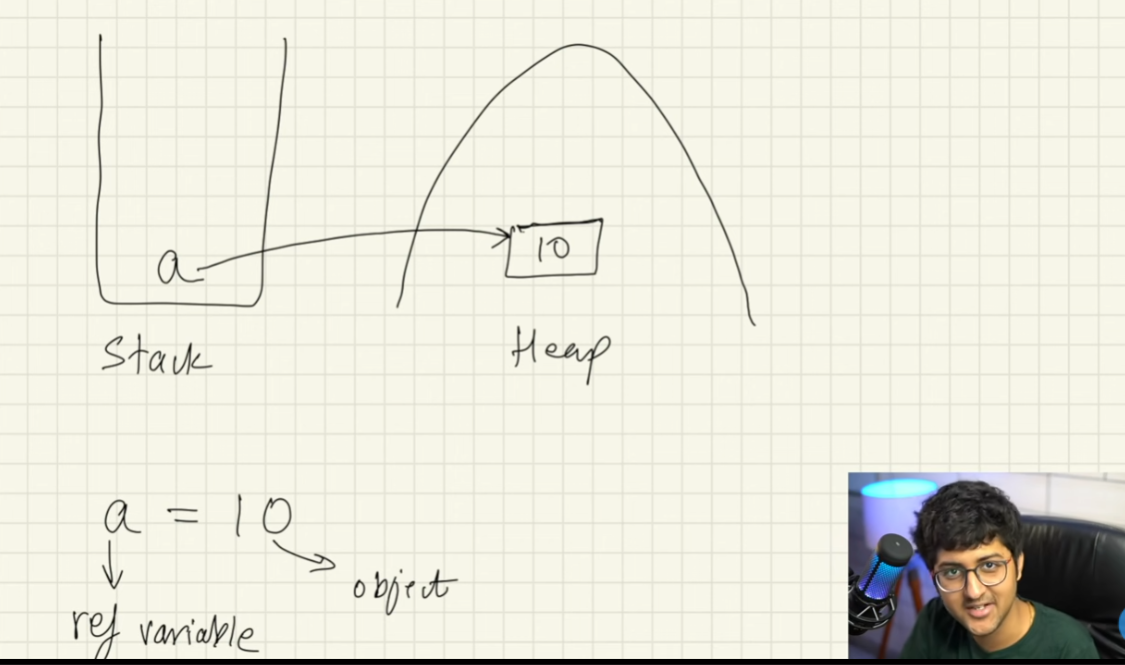 a
10
Stack
Heap
a = 10
object
ref variable